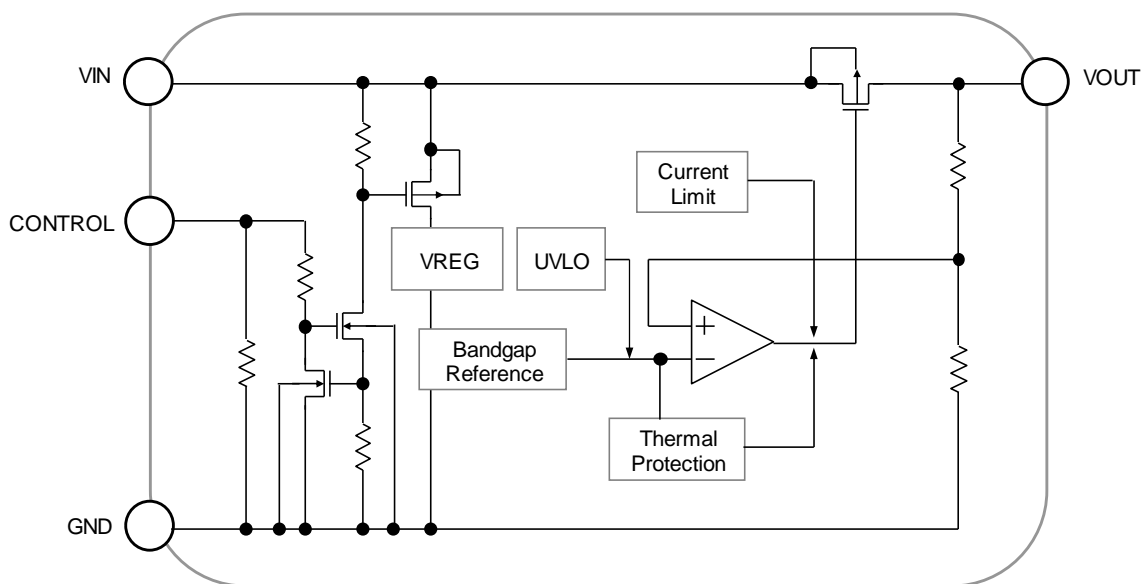 VIN
VOUT
Current
Limit
CONTROL
VREG
UVLO
+
Bandgap
Reference
−
Thermal
Protection
GND